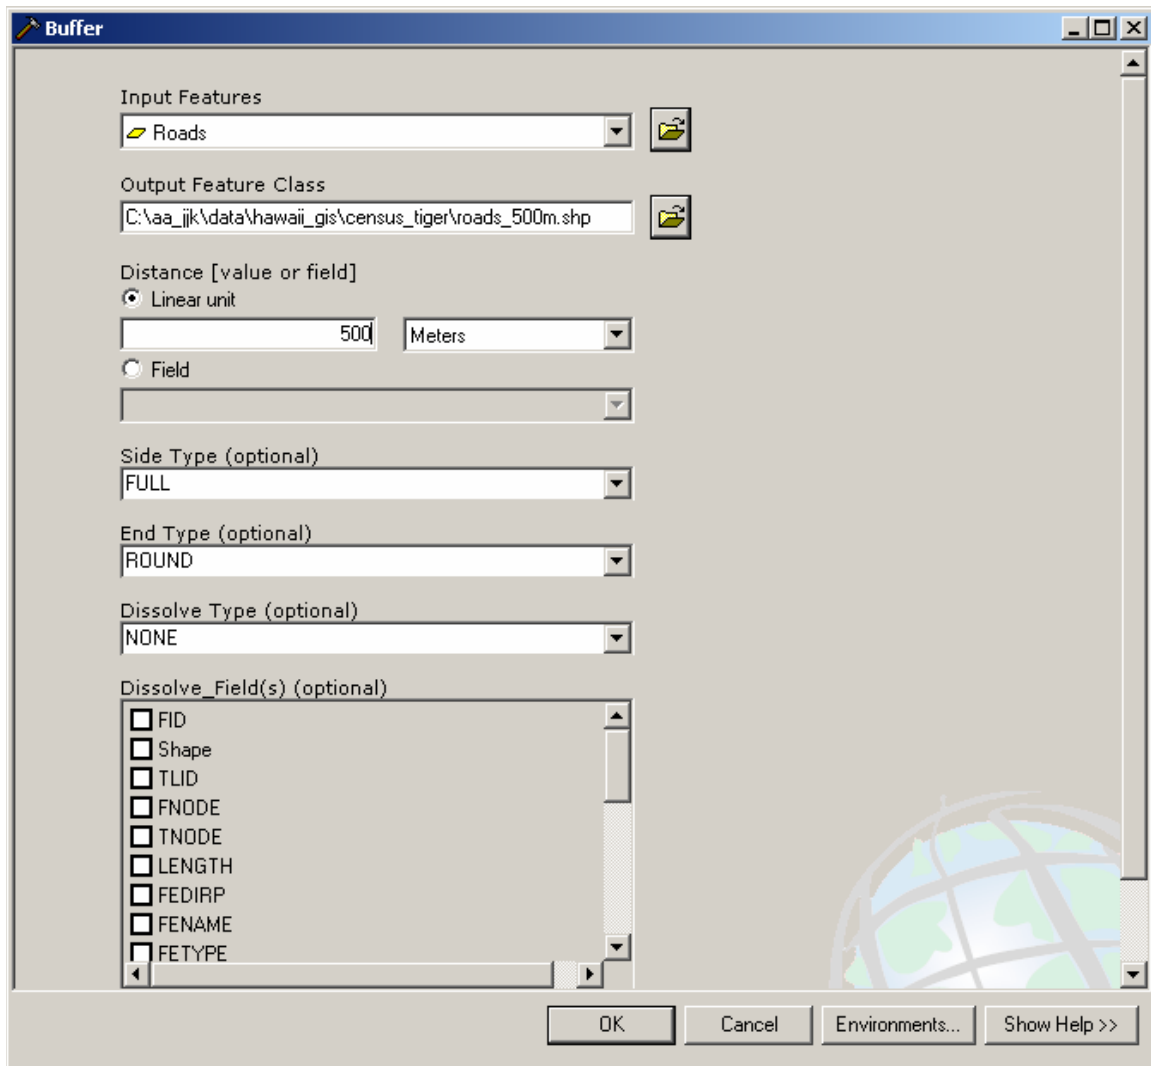 Buffer
Input Features
Roads
Output Feature Class
C:\aa_jjk\data\hawaii_gis\census_tiger\roads_500m.shp
Distance [value or field]
Linear unit
500 Meters
Field
Side Type (optional)
FULL
End Type (optional)
ROUND
Dissolve Type (optional)
NONE
Dissolve_Field(s) (optional)
FID
Shape
TLID
FNODE
TNODE
LENGTH
FEDIRP
FENAME
FETYPE
OK Cancel Environments... Show Help >>